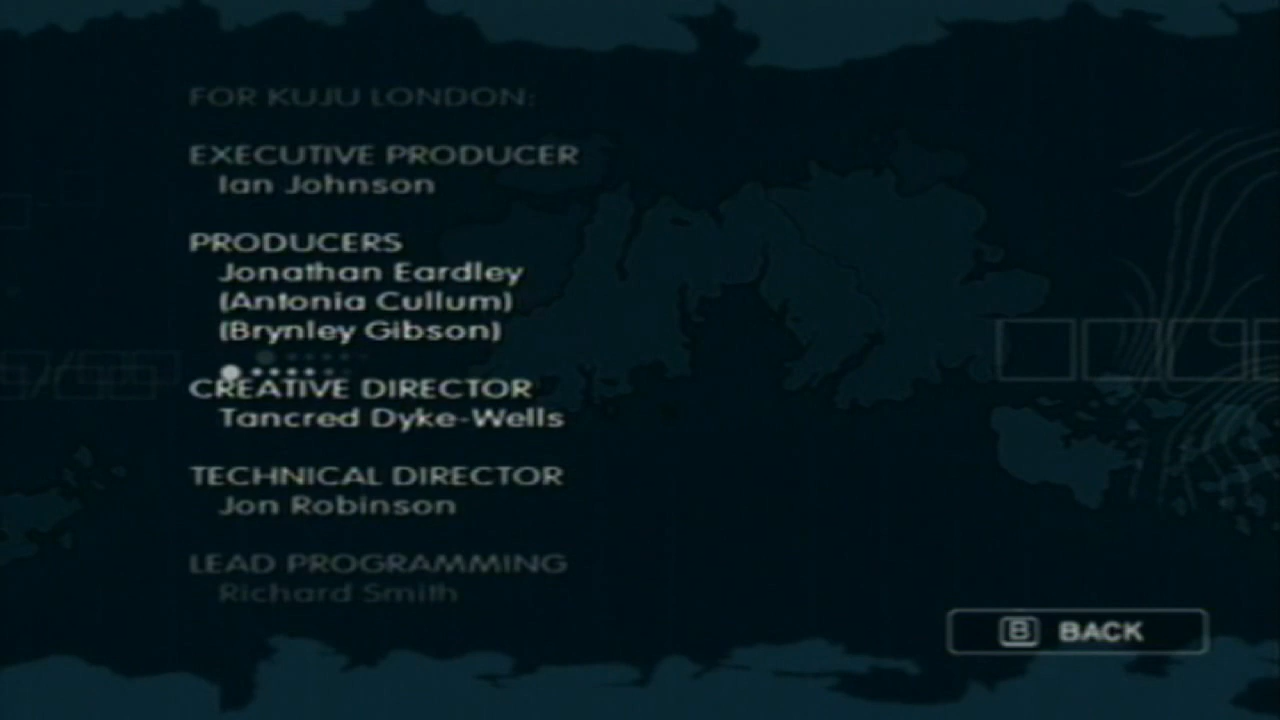 FOR KUJU LONDON:
EXECUTIVE PRODUCER
Ian Johnson
PRODUCERS
Jonathan Eardley
(Antonia Cullum)
(Brynley Gibson)
CREATIVE DIRECTOR
Tancred Dyke-Wells
TECHNICAL DIRECTOR
Jon Robinson
LEAD PROGRAMMING
Richard Smith
B BACK